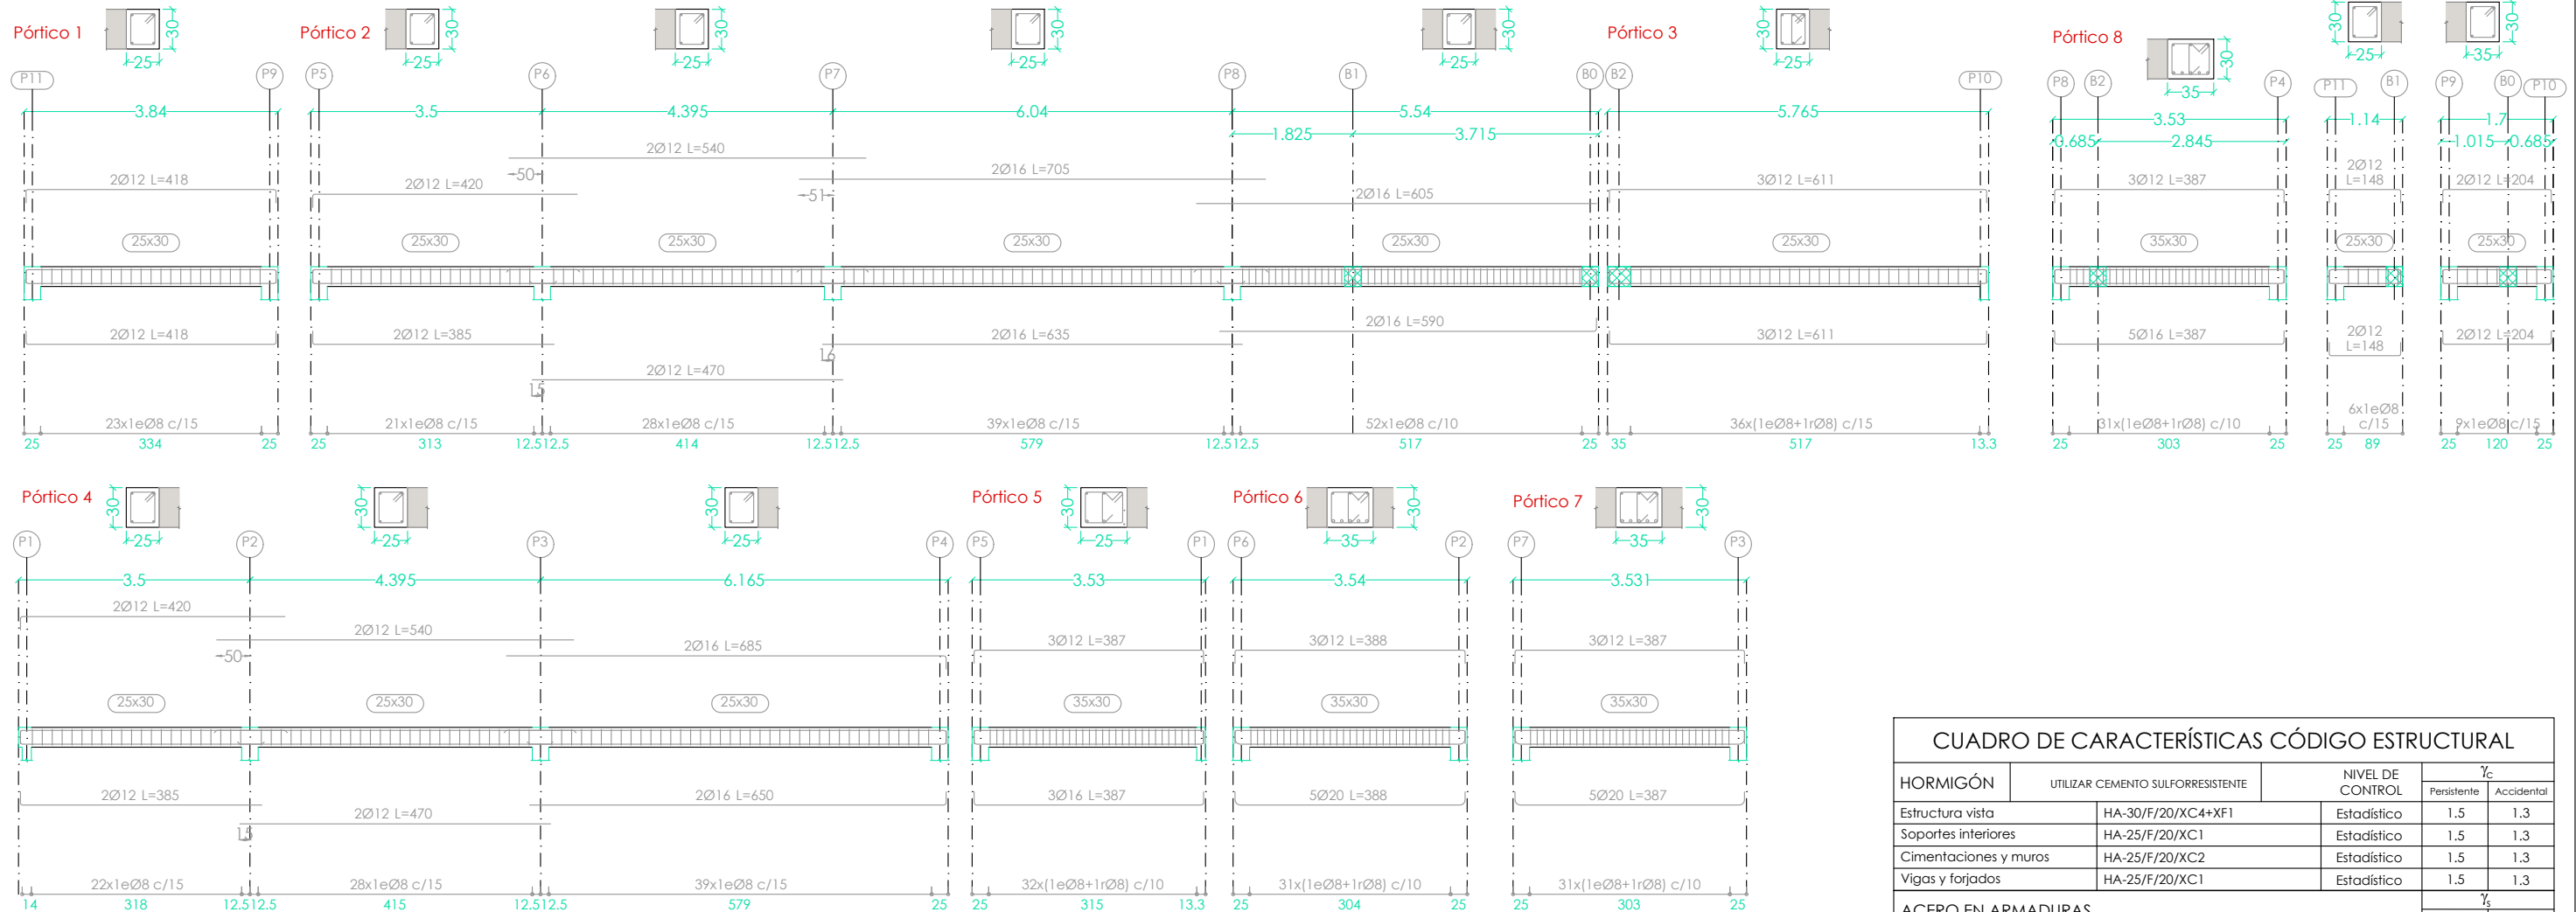 Pórtico 1
30
25
P11
P9
3.84
2Ø12 L=418
25x30
2Ø12 L=418
23x1eØ8 c/15
25 334 25
Pórtico 2
30
25
30
25
30
25
30
25
P5
P6
P7
P8
B1
B0
3.5
4.395
6.04
5.54
1.825
3.715
2Ø12 L=540
50
2Ø16 L=705
2Ø12 L=420
51
2Ø16 L=605
25x30
25x30
25x30
25x30
2Ø16 L=590
2Ø12 L=385
2Ø16 L=635
16
2Ø12 L=470
15
21x1eØ8 c/15
28x1eØ8 c/15
39x1eØ8 c/15
52x1eØ8 c/10
25 313 12.5 12.5 414 12.5 12.5 579 12.5 12.5 517 25
Pórtico 3
30
25
B2
P10
5.765
3Ø12 L=611
25x30
3Ø12 L=611
36x(1eØ8+1rØ8) c/15
35 517 13.3
Pórtico 8
30
35
30
25
30
35
P8
B2
P4
P11
B1
P9
B0
P10
3.53
0.685
2.845
1.14
1.7
1.015
0.685
3Ø12 L=387
2Ø12
L=148
2Ø12 L=204
35x30
25x30
25x30
5Ø16 L=387
2Ø12
L=148
2Ø12 L=204
31x(1eØ8+1rØ8) c/10
6x1eØ8
c/15
9x1eØ8 c/15
25 303 25
25 89
25 120 25
Pórtico 4
30
25
30
25
30
25
P1
P2
P3
P4
3.5
4.395
6.165
2Ø12 L=420
2Ø12 L=540
50
2Ø16 L=685
25x30
25x30
25x30
2Ø12 L=385
2Ø16 L=650
2Ø12 L=470
15
22x1eØ8 c/15
28x1eØ8 c/15
39x1eØ8 c/15
14 318 12.5 12.5 415 12.5 12.5 579 25
Pórtico 5
30
25
P5
P1
3.53
3Ø12 L=387
35x30
3Ø16 L=387
32x(1eØ8+1rØ8) c/10
25 315 13.3
Pórtico 6
30
35
P6
P2
3.54
3Ø12 L=388
35x30
5Ø20 L=388
31x(1eØ8+1rØ8) c/10
25 304 25
Pórtico 7
30
35
P7
P3
3.531
3Ø12 L=387
35x30
5Ø20 L=387
31x(1eØ8+1rØ8) c/10
25 303 25
CUADRO DE CARACTERÍSTICAS CÓDIGO ESTRUCTURAL
HORMIGÓN UTILIZAR CEMENTO SULFORRESISTENTE NIVEL DE CONTROL γc
Persistente Accidental
Estructura vista HA-30/F/20/XC4+XF1 Estadístico 1.5 1.3
Soportes interiores HA-25/F/20/XC1 Estadístico 1.5 1.3
Cimentaciones y muros HA-25/F/20/XC2 Estadístico 1.5 1.3
Vigas y forjados HA-25/F/20/XC1 Estadístico 1.5 1.3
ACERO EN ARMADURAS γs